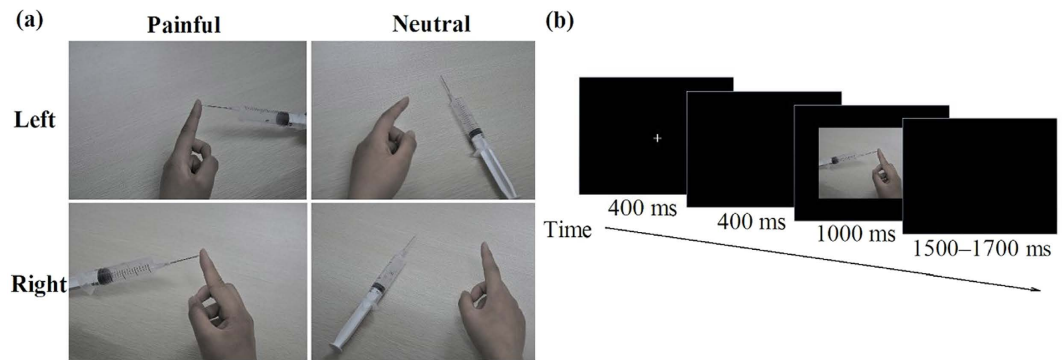 (a)
Painful
Neutral
Left
Right
(b)
400 ms
400 ms
1000 ms
1500–1700 ms
Time